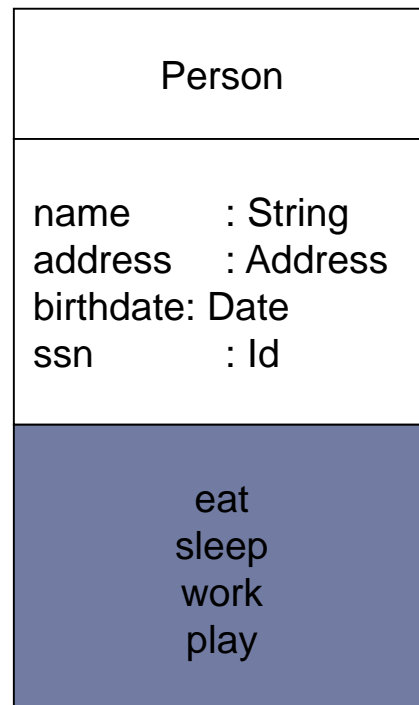 Person
name : String
address : Address
birthdate: Date
ssn : Id
eat
sleep
work
play